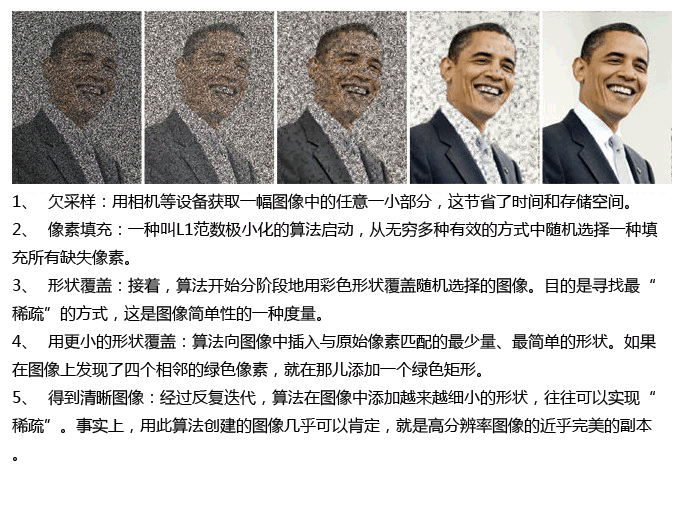 1、 欠采样：用相机等设备获取一幅图像中的任意一小部分，这节省了时间和存储空间。
2、 像素填充：一种叫L1范数极小化的算法启动，从无穷多种有效的方式中随机选择一种填
充所有缺失像素。
3、 形状覆盖：接着，算法开始分阶段地用彩色形状覆盖随机选择的图像。目的是寻找最“
稀疏”的方式，这是图像简单性的一种度量。
4、 用更小的形状覆盖：算法向图像中插入与原始像素匹配的最少量、最简单的形状。如果
在图像上发现了四个相邻的绿色像素，就在那儿添加一个绿色矩形。
5、 得到清晰图像：经过反复迭代，算法在图像中添加越来越细小的形状，往往可以实现“
稀疏”。事实上，用此算法创建的图像几乎可以肯定，就是高分辨率图像的近乎完美的副本
。